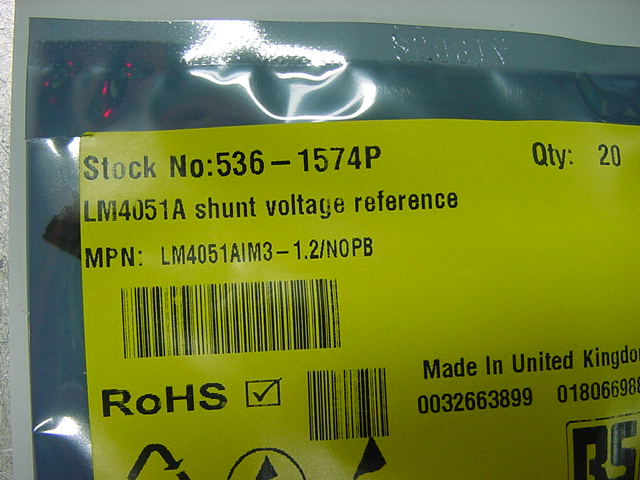 Stock No:536-1574P Qty: 20
LM4051A shunt voltage reference
MPN: LM4051AIM3-1.2/NOPB
Made In United Kingdo
RoHS
0032663899 018066988
RS